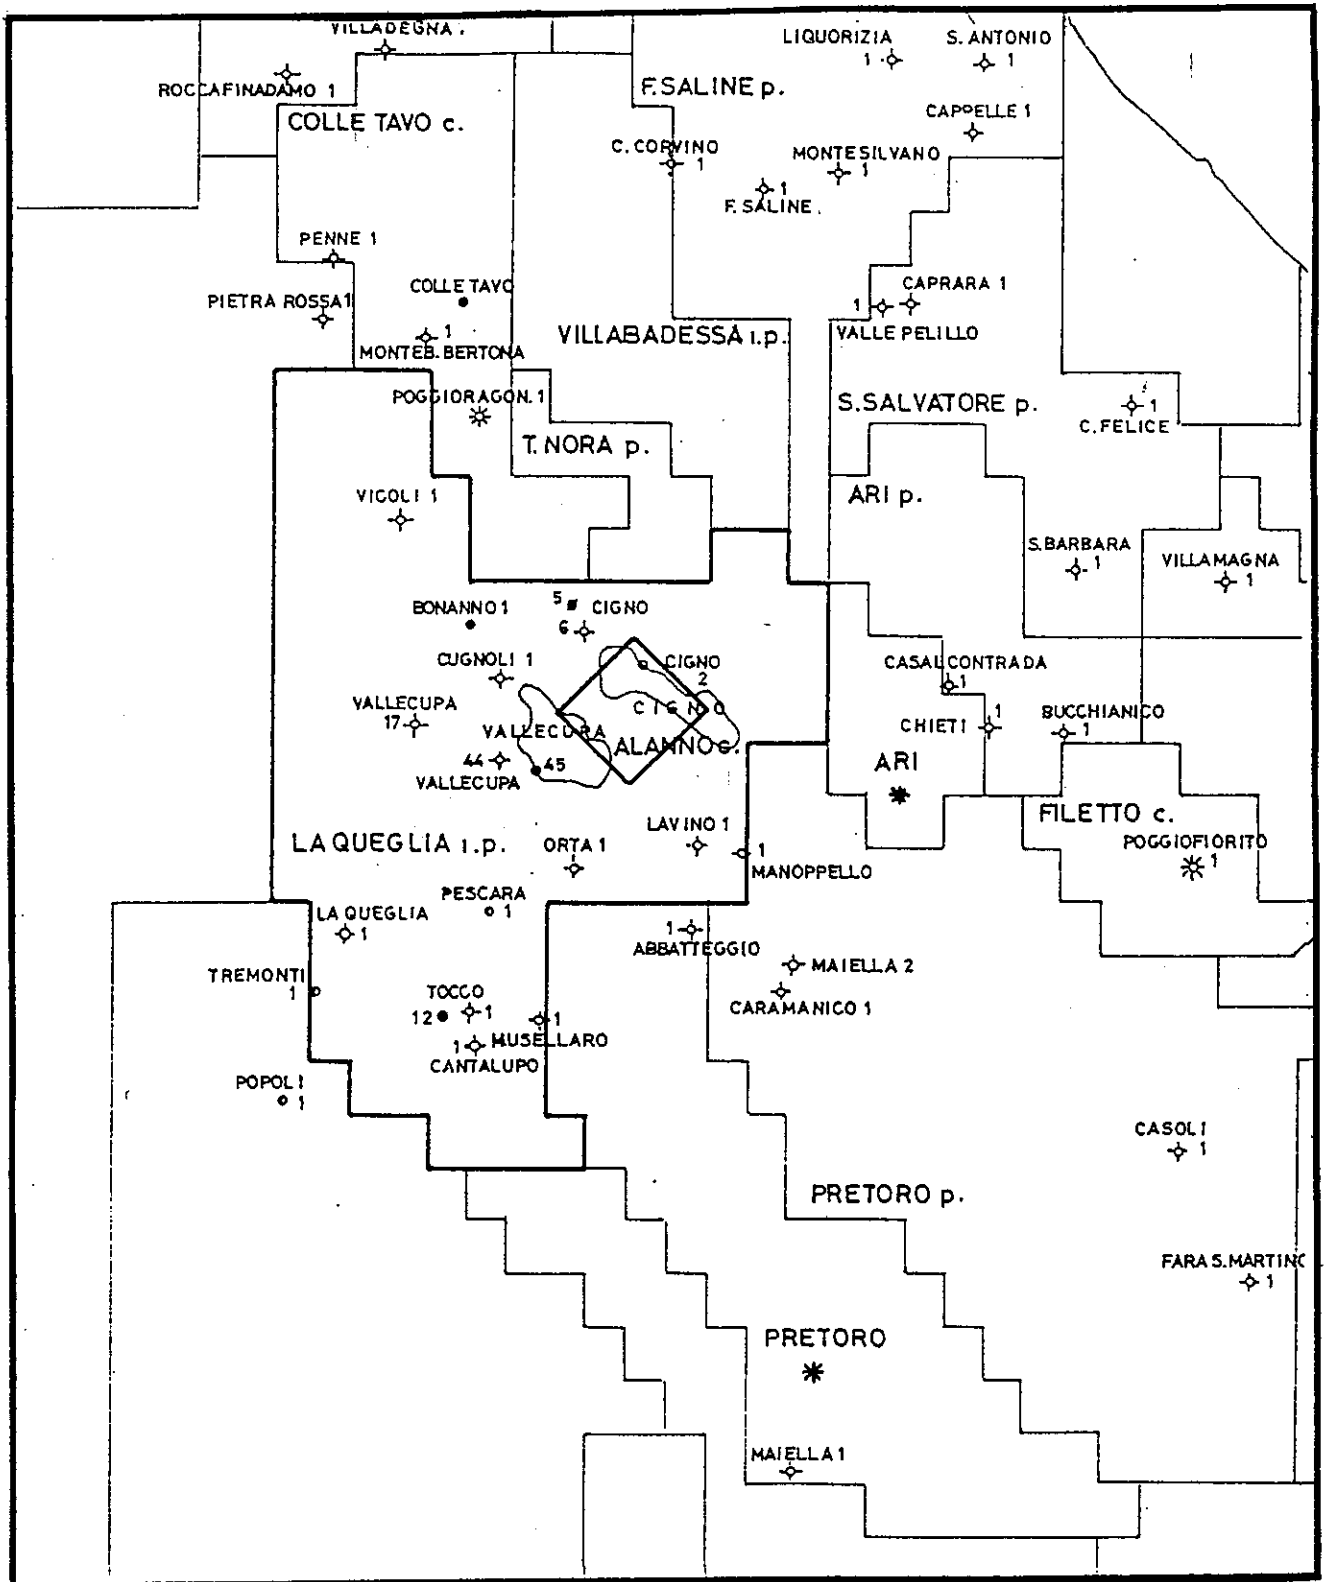 VILLADEGNA .
LIQUORIZIA
1
S. ANTONIO
1
ROCCAFINADAMO 1
F. SALINE p.
COLLE TAVO c.
CAPPELLE 1
C. CORVINO
1
MONTESILVANO
1
1
F. SALINE .
PENNE 1
COLLE TAVO
PIETRA ROSSA 1
CAPRARA 1
1
VALLE PELILLO
1
MONTEB. BERTONA
VILLABADESSA i.p.
POGGIORAGON. 1
S. SALVATORE p.
1
C. FELICE
T. NORA p.
VICOLI 1
ARI p.
S. BARBARA
1
VILLAMAGNA
1
BONANNO 1
5
CIGNO
6
CUGNOLI 1
CIGNO
2
CASALCONTRADA
1
VALLECUPA
17
CIGNO
VALLECUPA
ALANNO c.
CHIETI
1
BUCCHIANICO
1
44
VALLECUPA
45
ARI
LAVINO 1
FILETTO c.
LA QUEGLIA i.p.
ORTA 1
1
MANOPPELLO
POGGIOFIORITO
1
PESCARA
1
LA QUEGLIA
1
1
ABBATTEGGIO
MAIELLA 2
TREMONTI
1
CARAMANICO 1
TOCCO
12
1
1
MUSELLARO
1
CANTALUPO
POPOLI
1
CASOLI
1
PRETORO p.
FARA S. MARTINO
1
PRETORO
MAIELLA 1